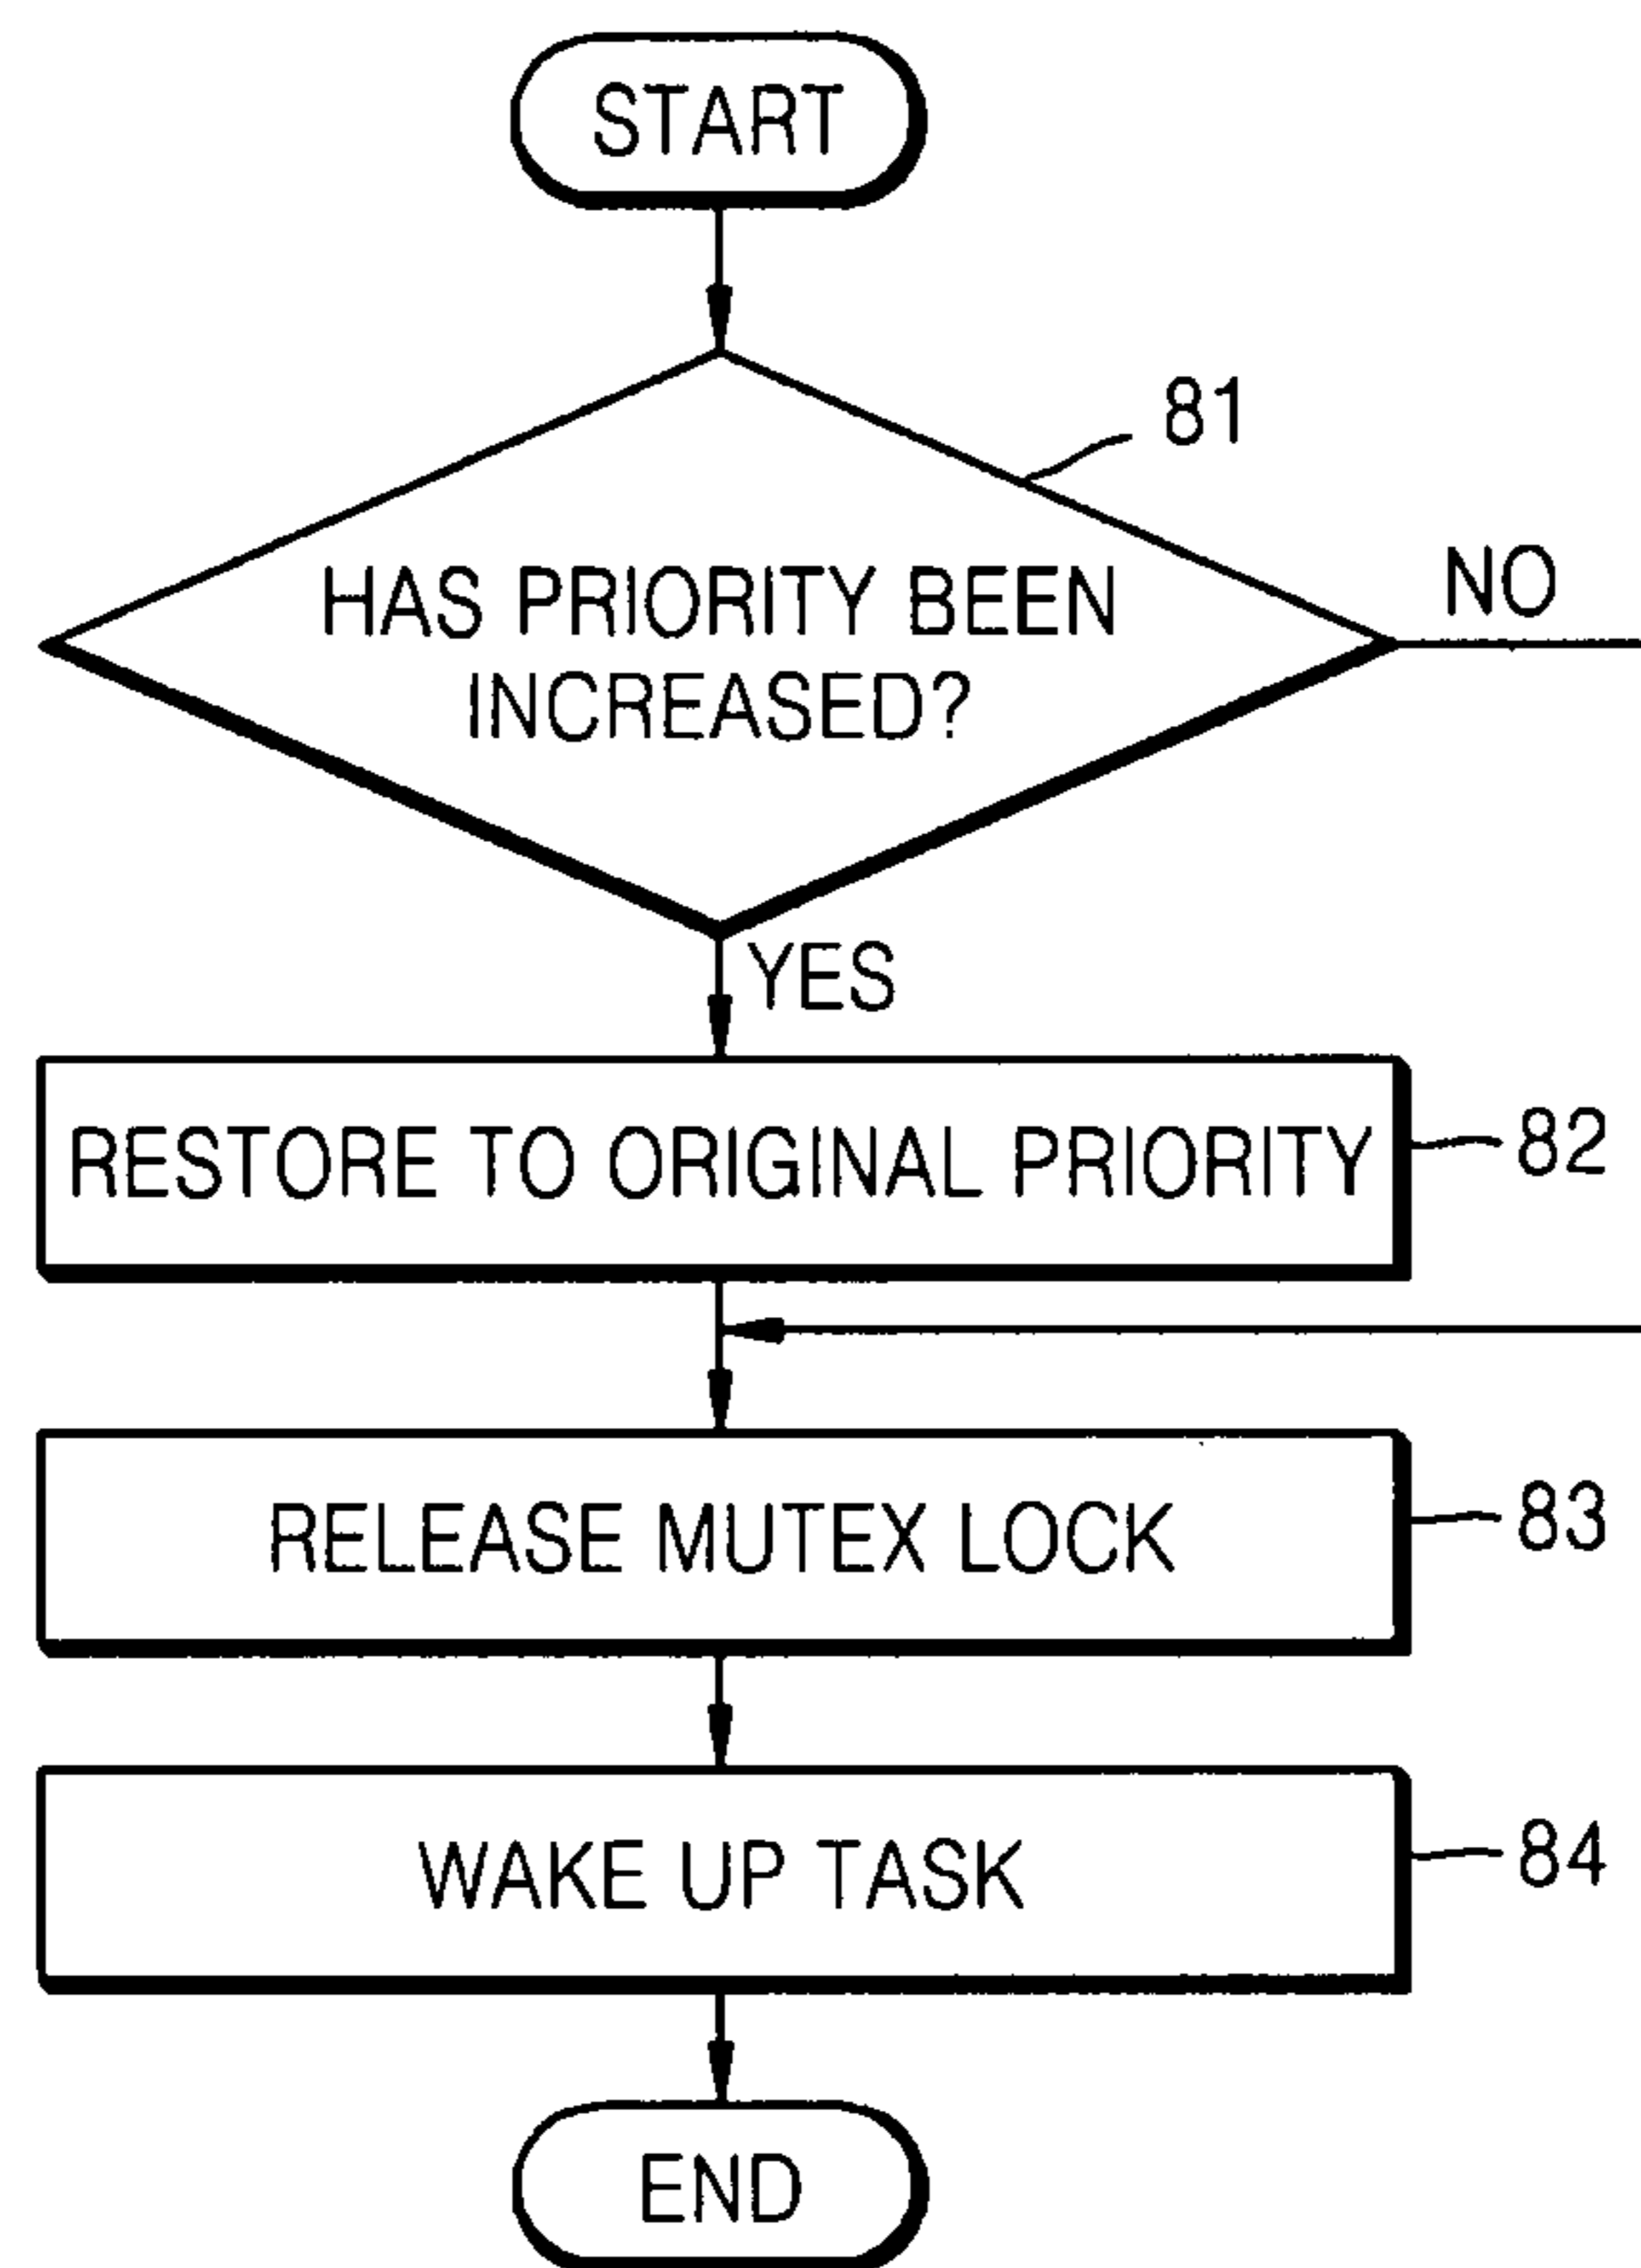 START
81
HAS PRIORITY BEEN
INCREASED?
NO
YES
RESTORE TO ORIGINAL PRIORITY
82
RELEASE MUTEX LOCK
83
WAKE UP TASK
84
END